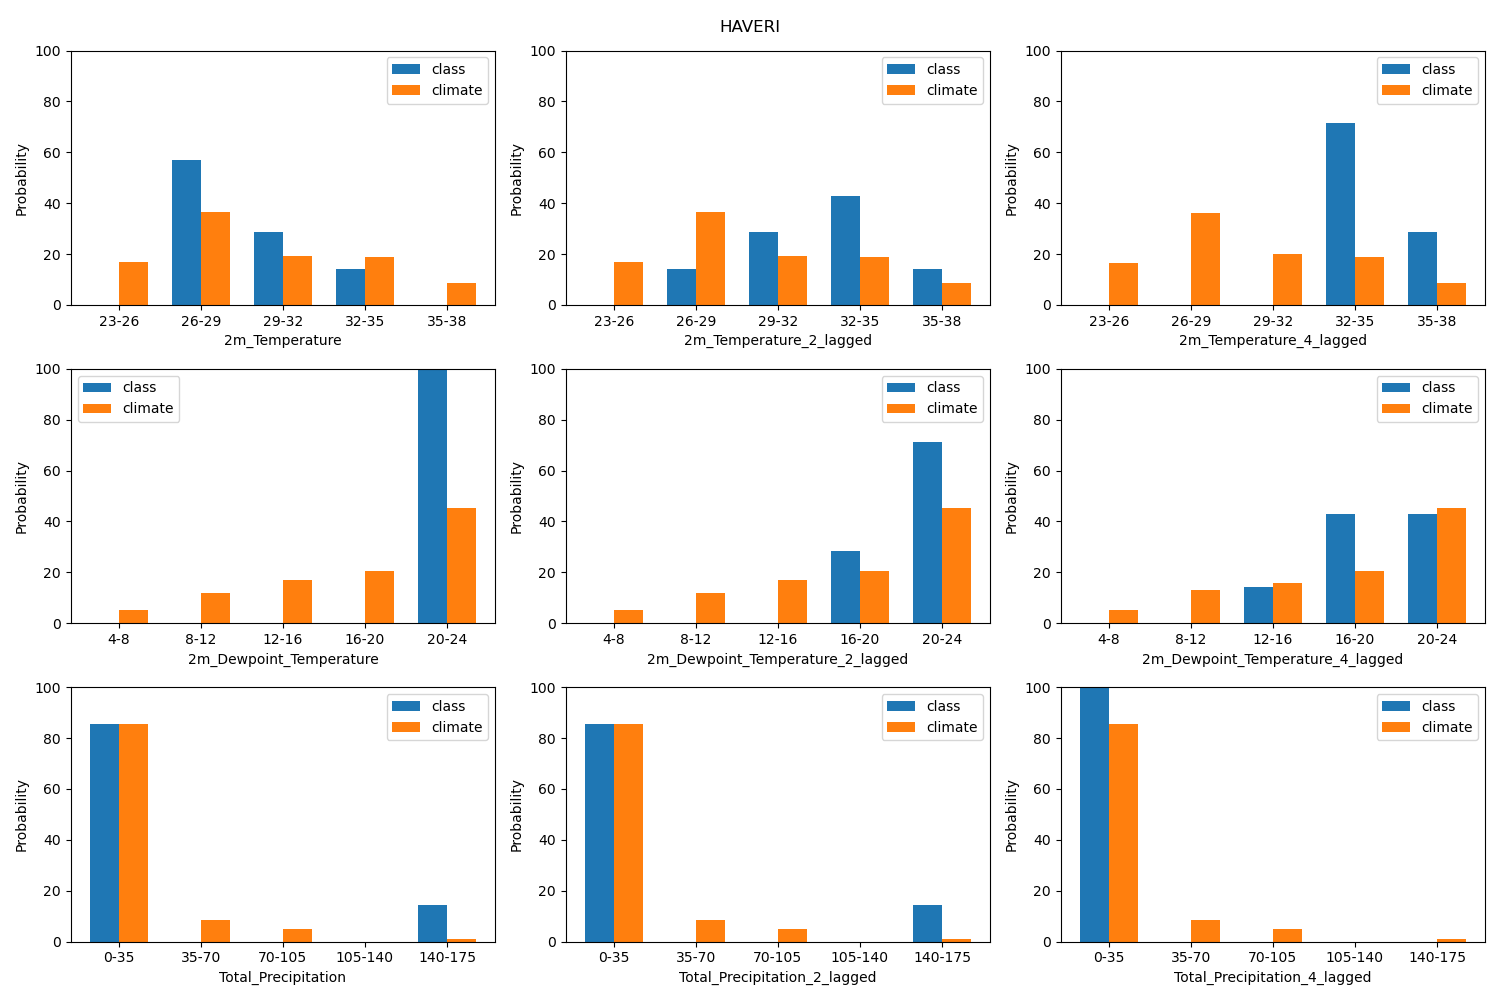 HAVERI
100
80
60
40
20
0
Probability
class
climate
23-26 26-29 29-32 32-35 35-38
2m_Temperature
100
80
60
40
20
0
Probability
class
climate
23-26 26-29 29-32 32-35 35-38
2m_Temperature_2_lagged
100
80
60
40
20
0
Probability
class
climate
23-26 26-29 29-32 32-35 35-38
2m_Temperature_4_lagged
100
80
60
40
20
0
Probability
class
climate
4-8 8-12 12-16 16-20 20-24
2m_Dewpoint_Temperature
100
80
60
40
20
0
Probability
class
climate
4-8 8-12 12-16 16-20 20-24
2m_Dewpoint_Temperature_2_lagged
100
80
60
40
20
0
Probability
class
climate
4-8 8-12 12-16 16-20 20-24
2m_Dewpoint_Temperature_4_lagged
100
80
60
40
20
0
Probability
class
climate
0-35 35-70 70-105 105-140 140-175
Total_Precipitation
100
80
60
40
20
0
Probability
class
climate
0-35 35-70 70-105 105-140 140-175
Total_Precipitation_2_lagged
100
80
60
40
20
0
Probability
class
climate
0-35 35-70 70-105 105-140 140-175
Total_Precipitation_4_lagged